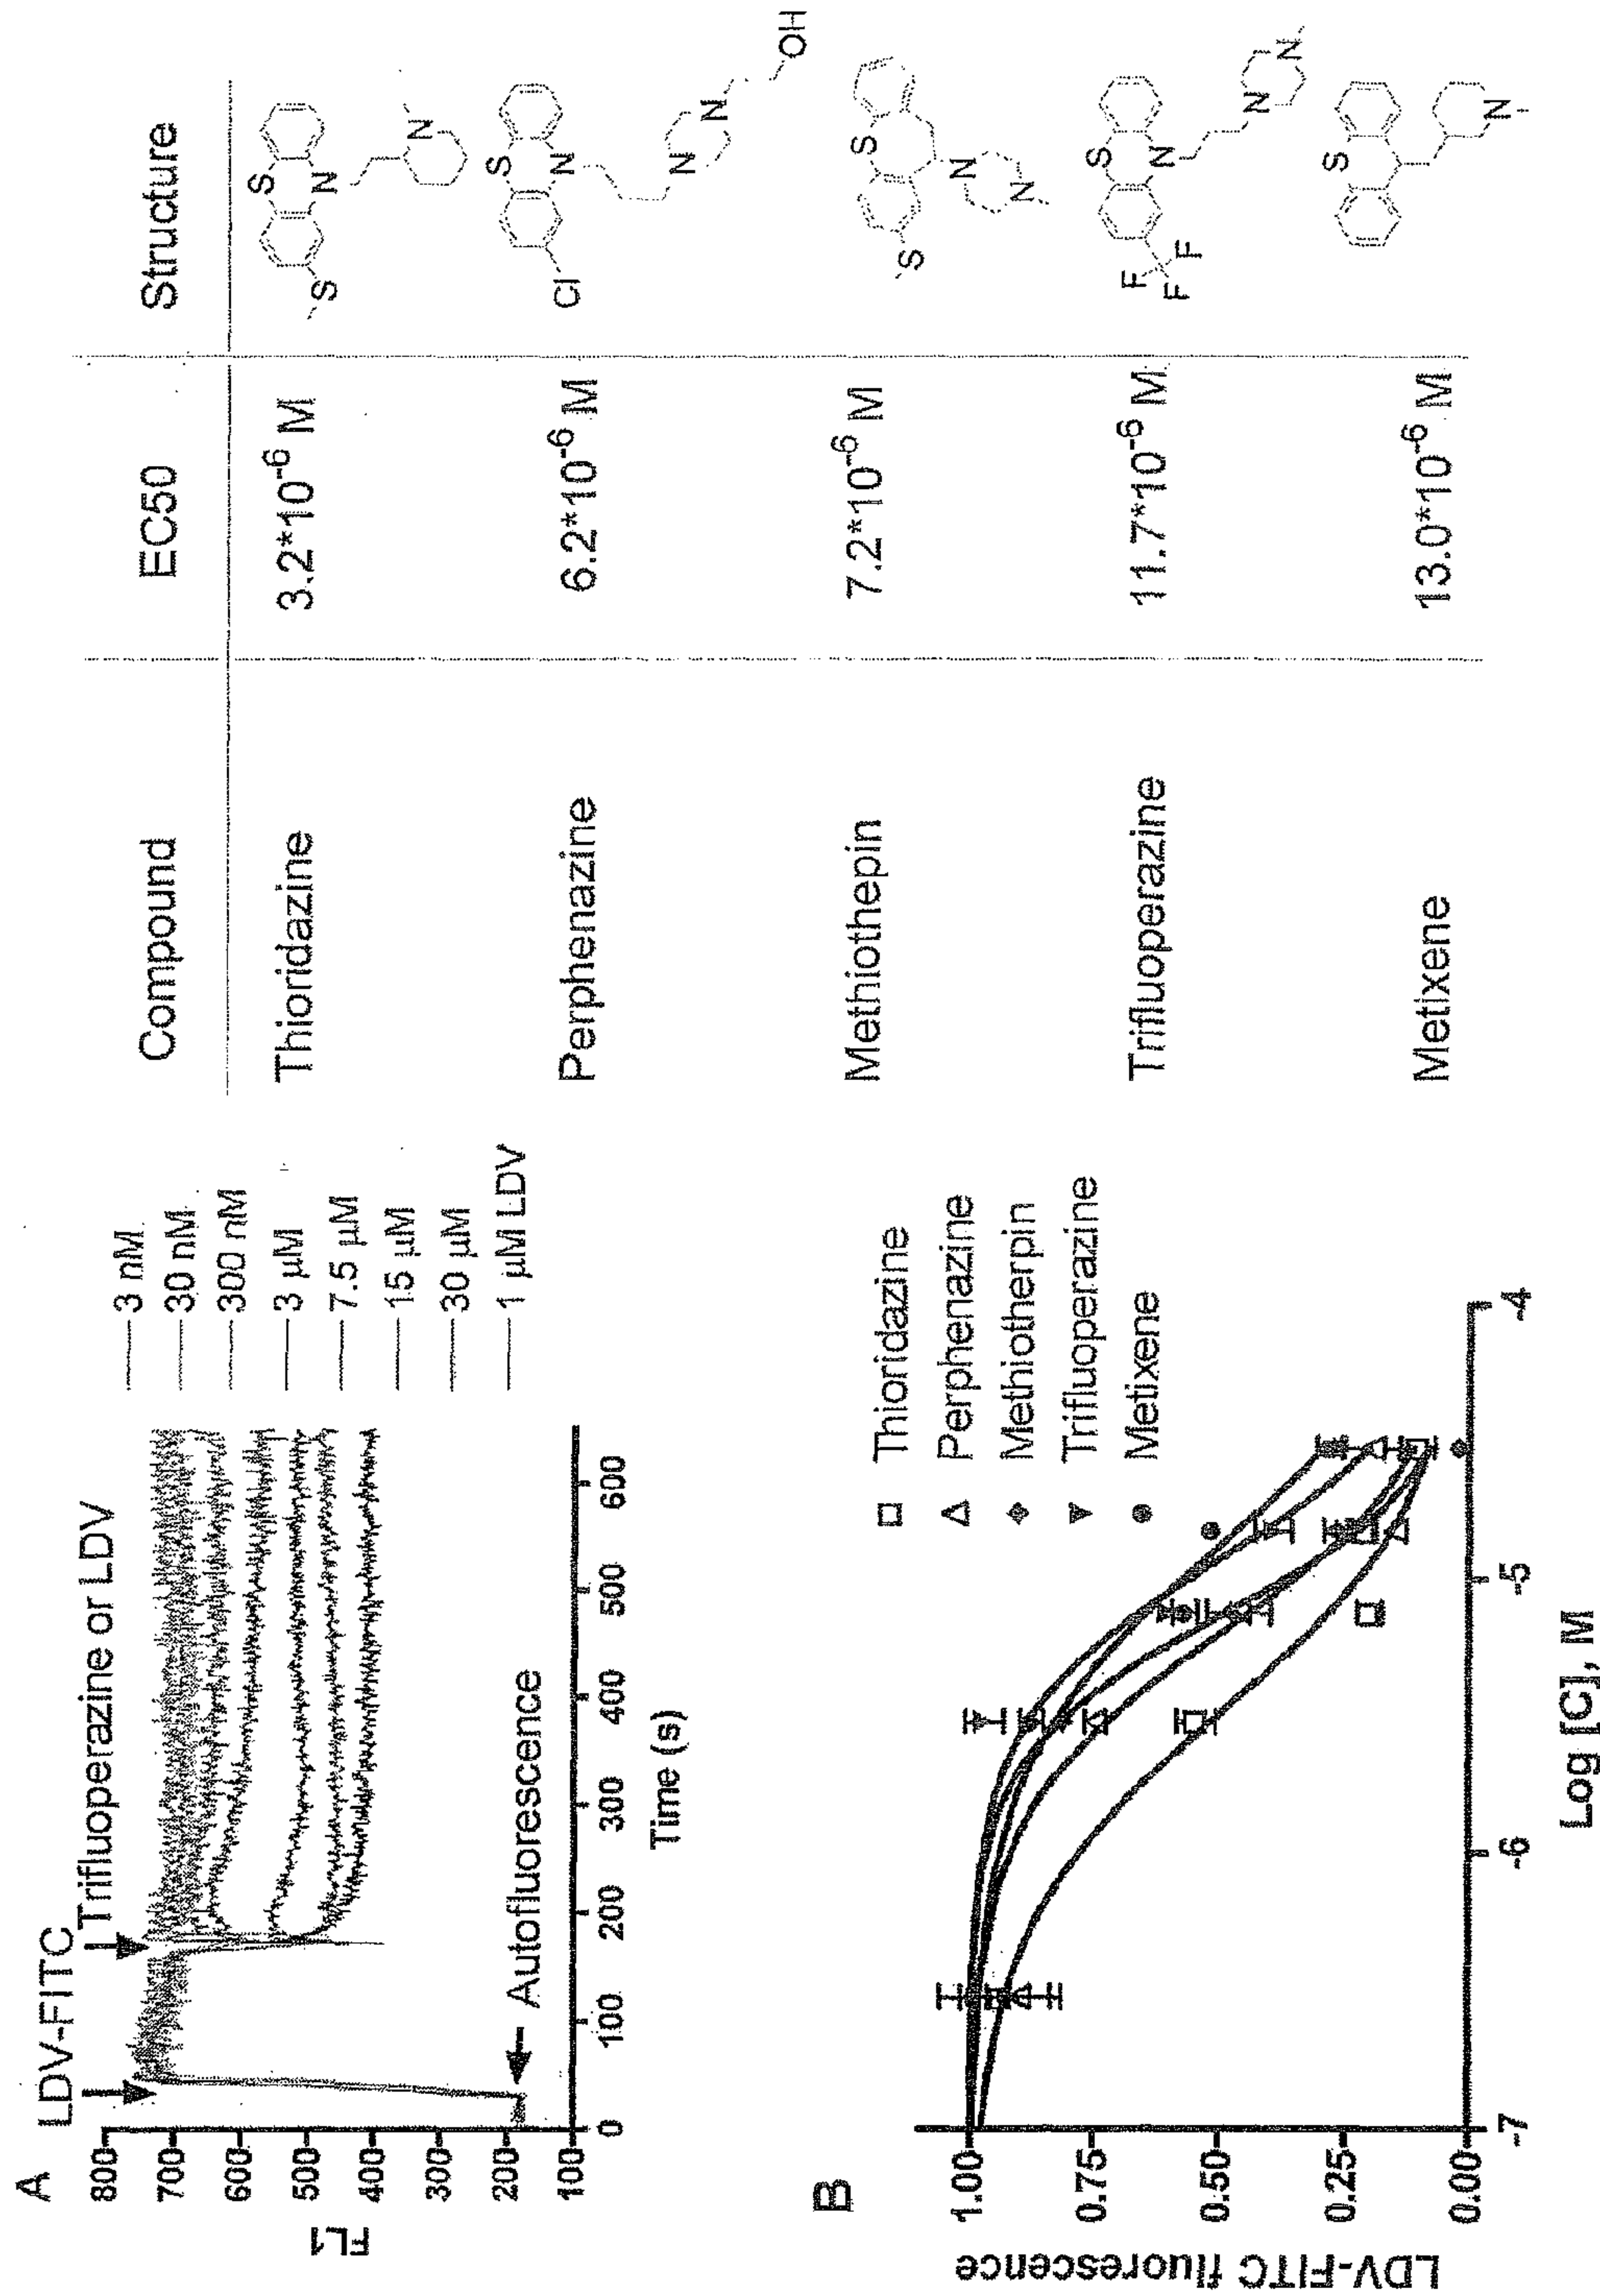 A
LDV-FITC
Trifluoperazine or LDV
FL1
800
700
600
500
400
300
200
100
Autofluorescence
0 100 200 300 400 500 600
Time (s)
3 nM
30 nM
300 nM
3 µM
7.5 µM
15 µM
30 µM
1 µM LDV
B
LDV-FITC fluorescence
1.00
0.75
0.50
0.25
0.00
-7 -6 -5 -4
Log [C], M
Thioridazine
Perphenazine
Methiotherpin
Trifluoperazine
Metixene
Compound EC50 Structure
Thioridazine 3.2*10-6 M
S
N
N
S
Perphenazine 6.2*10-6 M
S
N
Cl
N
N
OH
Methiothepin 7.2*10-6 M
S
S
N
N
Trifluoperazine 11.7*10-6 M
S
N
F
F
F
N
N
Metixene 13.0*10-6 M
S
N